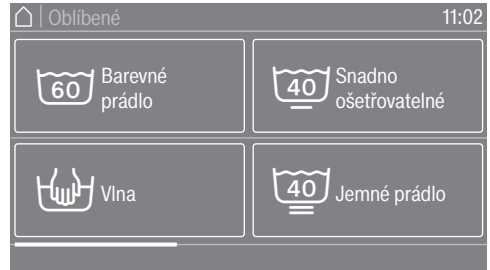 Oblíbené 11:02
60 Barevné
prádlo
40 Snadno
ošetřovatelné
Vlna
40 Jemné prádlo